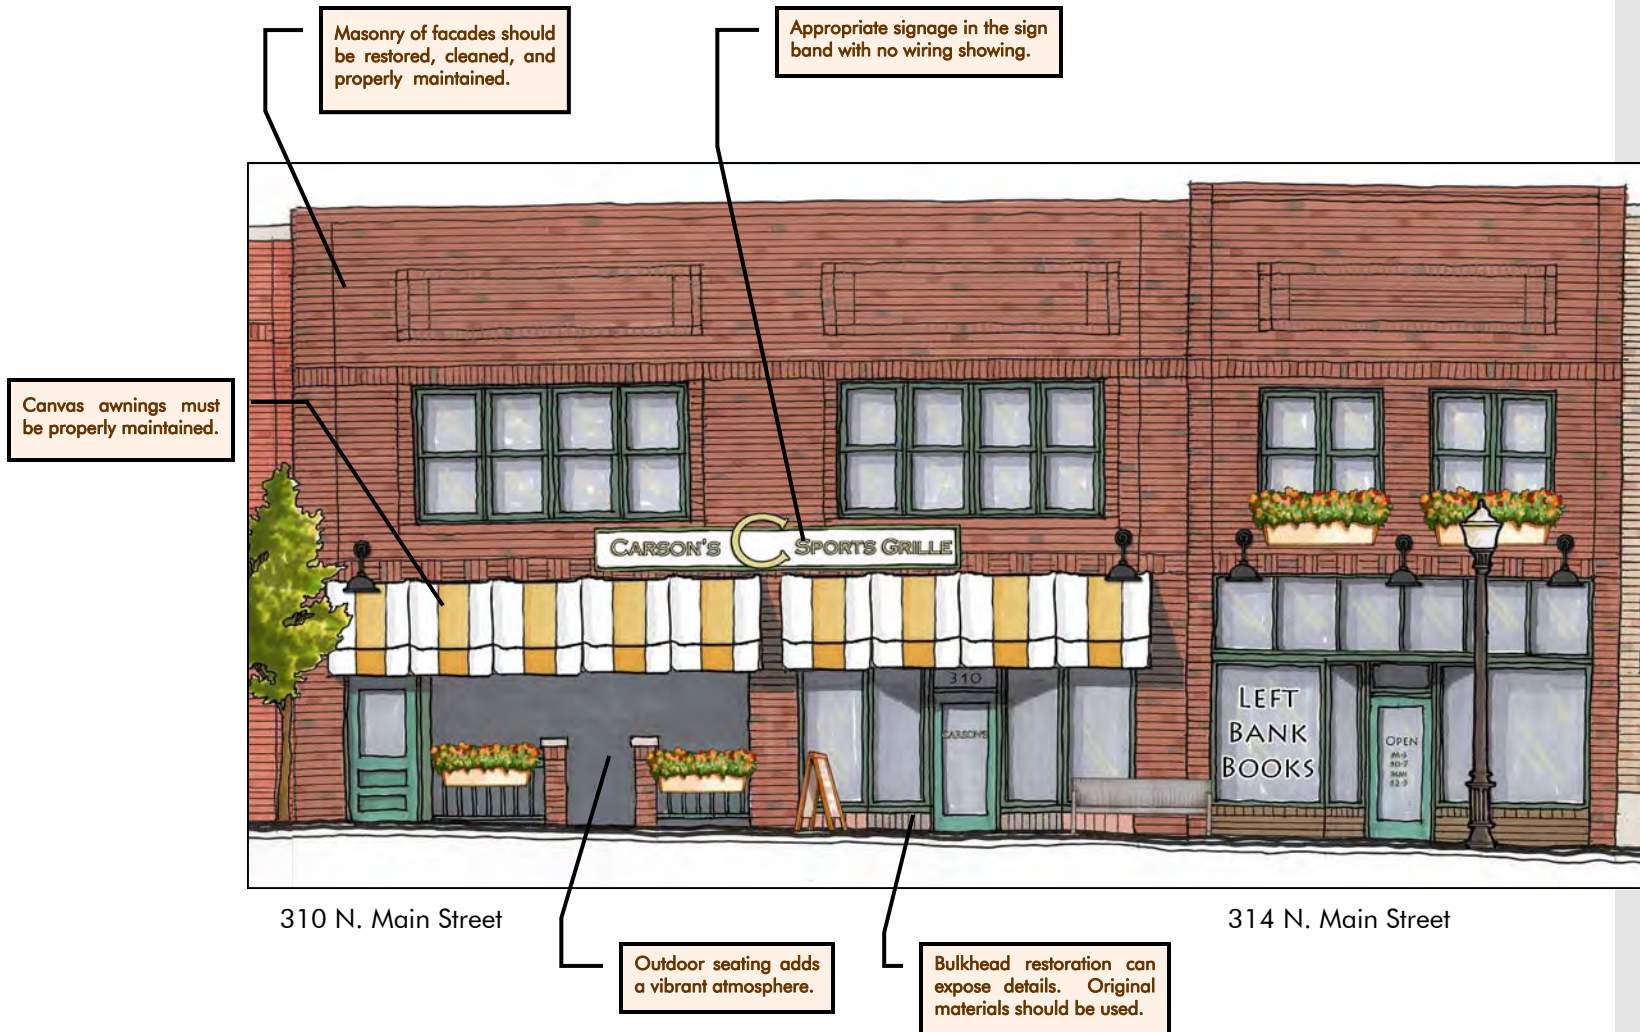 Masonry of facades should
be restored, cleaned, and
properly maintained.
Appropriate signage in the sign
band with no wiring showing.
Canvas awnings must
be properly maintained.
CARSON'S C SPORTS GRILLE
310
CARSON'S
LEFT
BANK
BOOKS
OPEN
310 N. Main Street
314 N. Main Street
Outdoor seating adds
a vibrant atmosphere.
Bulkhead restoration can
expose details. Original
materials should be used.